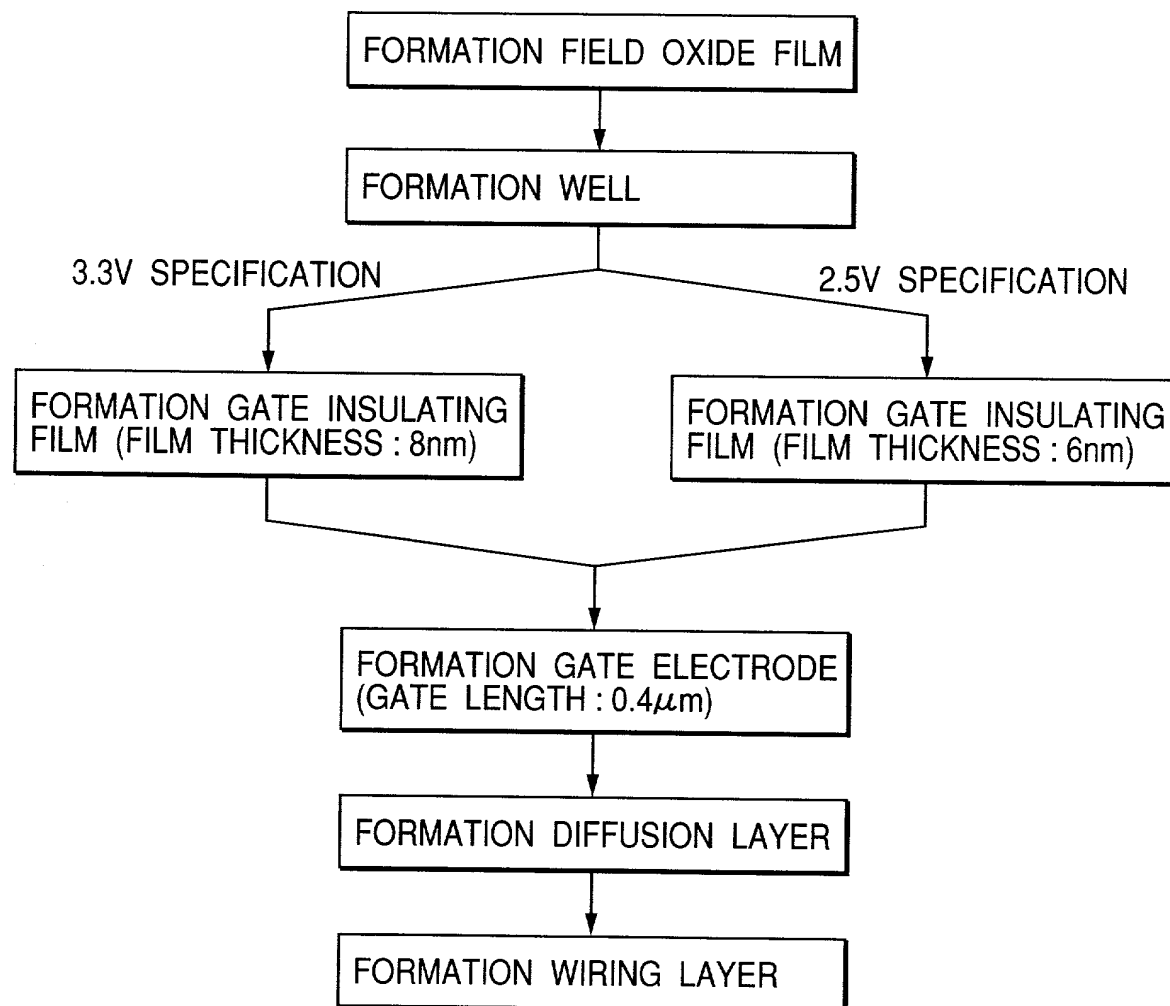 FORMATION FIELD OXIDE FILM
FORMATION WELL
3.3V SPECIFICATION
2.5V SPECIFICATION
FORMATION GATE INSULATING
FILM (FILM THICKNESS : 8nm)
FORMATION GATE INSULATING
FILM (FILM THICKNESS : 6nm)
FORMATION GATE ELECTRODE
(GATE LENGTH : 0.4μm)
FORMATION DIFFUSION LAYER
FORMATION WIRING LAYER